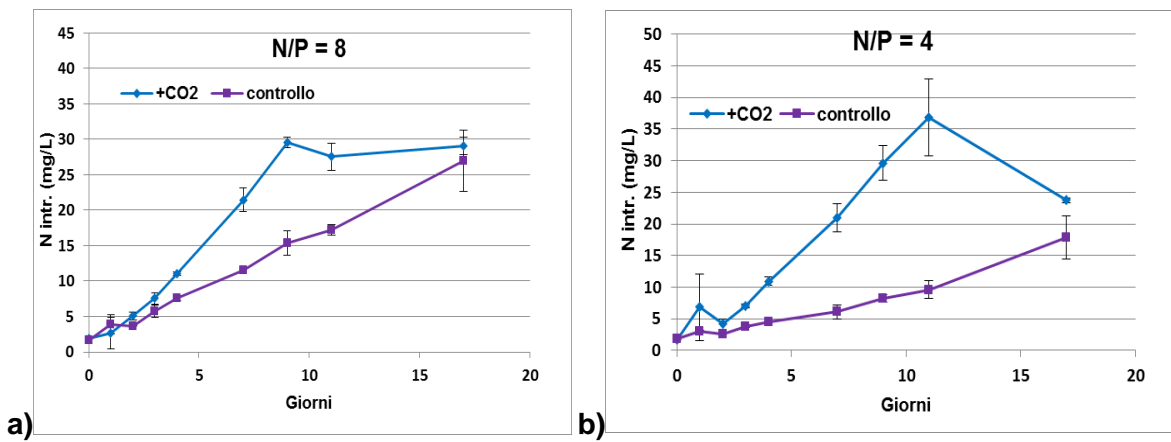 N/P = 8
+CO2 controllo
N intr. (mg/L)
45
40
35
30
25
20
15
10
5
0
0 5 10 15 20
Giorni
a)
N/P = 4
+CO2 controllo
N intr. (mg/L)
50
45
40
35
30
25
20
15
10
5
0
0 5 10 15 20
Giorni
b)